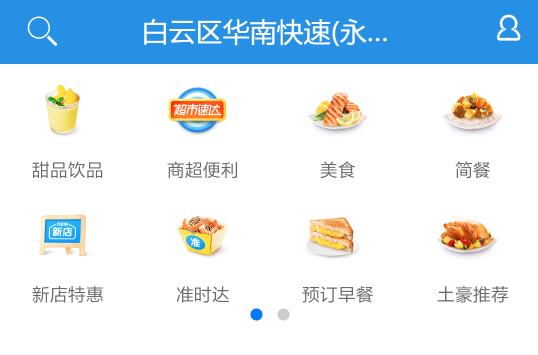 白云区华南快速(永...
超市速达
甜品饮品 商超便利 美食 简餐
new
新店
准
新店特惠 准时达 预订早餐 土豪推荐